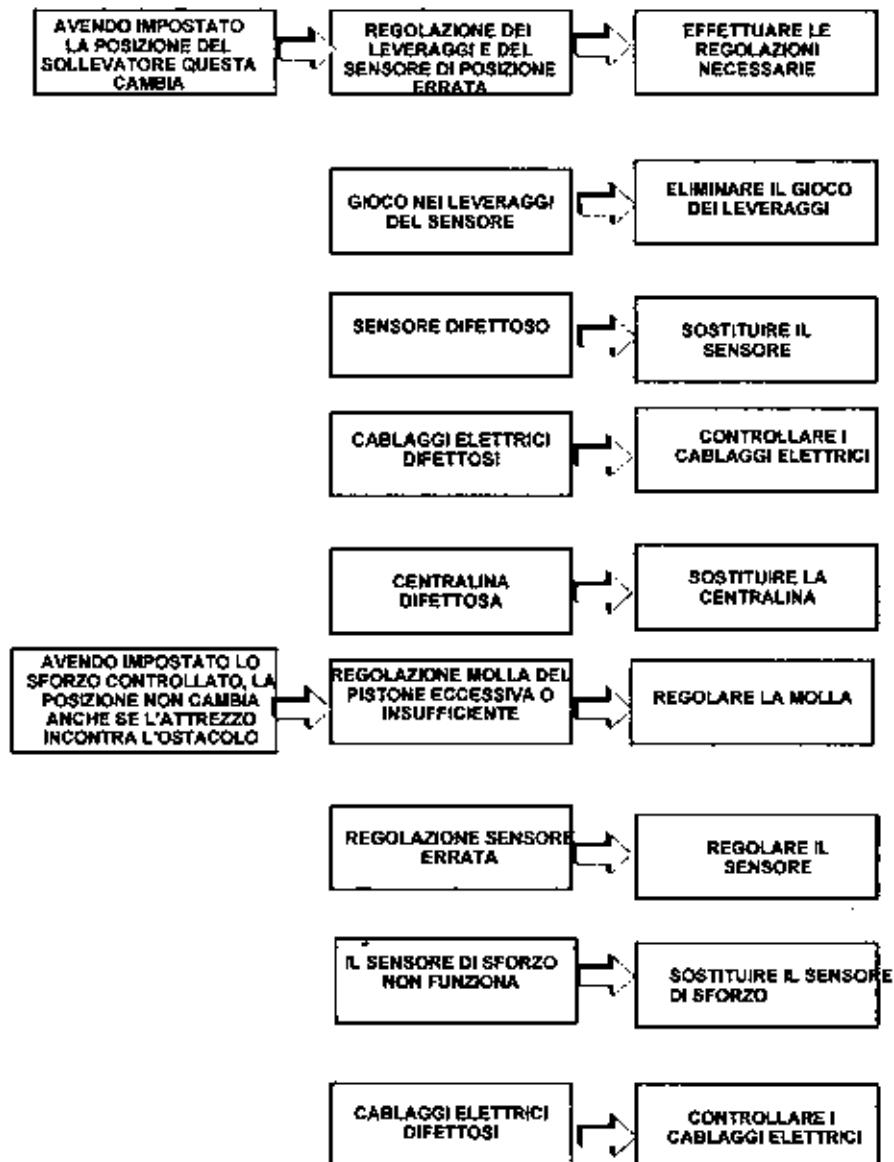 AVENDO IMPOSTATO
LA POSIZIONE DEL
SOLLEVATORE QUESTA
CAMBIA
REGOLAZIONE DEI
LEVERAGGI E DEL
SENSORE DI POSIZIONE
ERRATA
EFFETTUARE LE
REGOLAZIONI
NECESSARIE
GIOCO NEI LEVERAGGI
DEL SENSORE
ELIMINARE IL GIOCO
DEI LEVERAGGI
SENSORE DIFETTOSO
SOSTITUIRE IL
SENSORE
CABLAGGI ELETTRICI
DIFETTOSI
CONTROLLARE I
CABLAGGI ELETTRICI
CENTRALINA
DIFETTOSA
SOSTITUIRE LA
CENTRALINA
AVENDO IMPOSTATO LO
SFORZO CONTROLLATO, LA
POSIZIONE NON CAMBIA
ANCHE SE L'ATTREZZO
INCONTRA L'OSTACOLO
REGOLAZIONE MOLLA DEL
PISTONE ECCESSIVA O
INSUFFICIENTE
REGOLARE LA MOLLA
REGOLAZIONE SENSORE
ERRATA
REGOLARE IL
SENSORE
IL SENSORE DI SFORZO
NON FUNZIONA
SOSTITUIRE IL SENSORE
DI SFORZO
CABLAGGI ELETTRICI
DIFETTOSI
CONTROLLARE I
CABLAGGI ELETTRICI